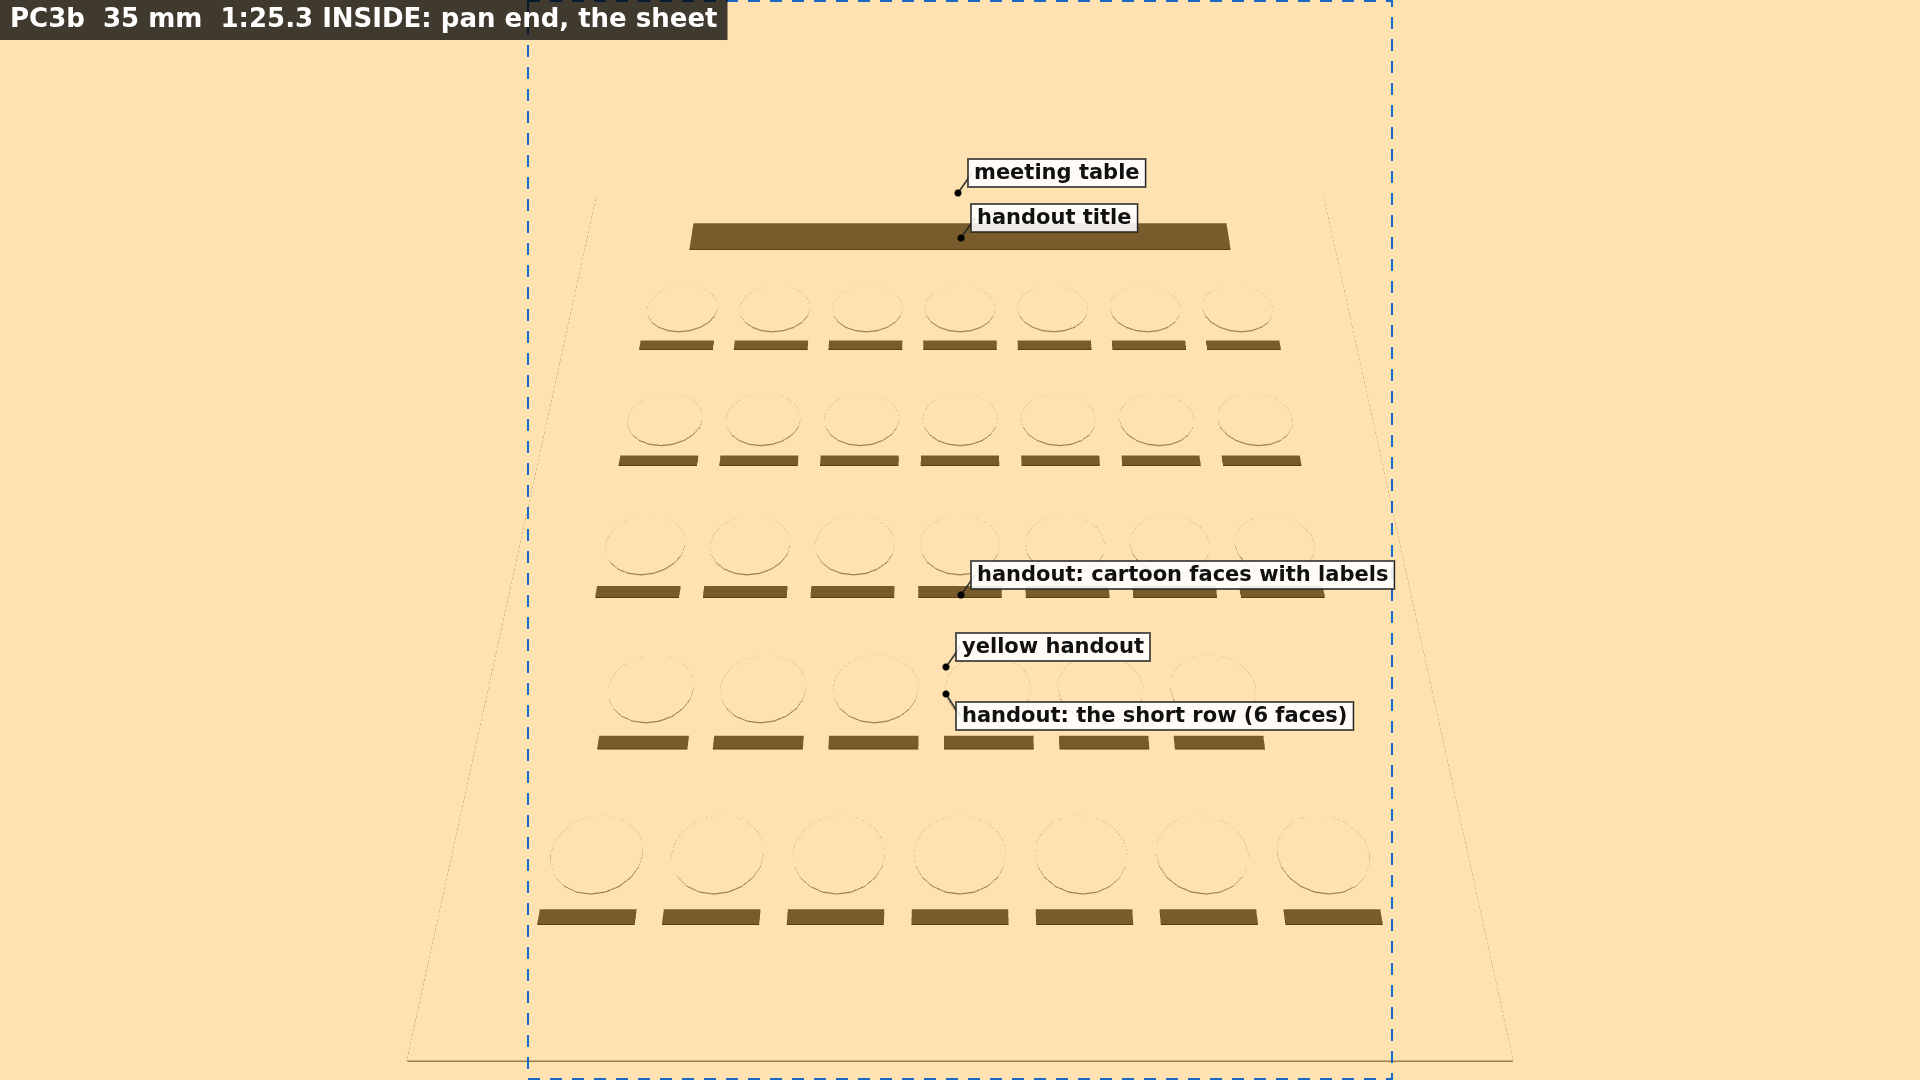 PC3b 35 mm 1:25.3 INSIDE: pan end, the sheet
meeting table
handout title
handout: cartoon faces with labels
yellow handout
handout: the short row (6 faces)